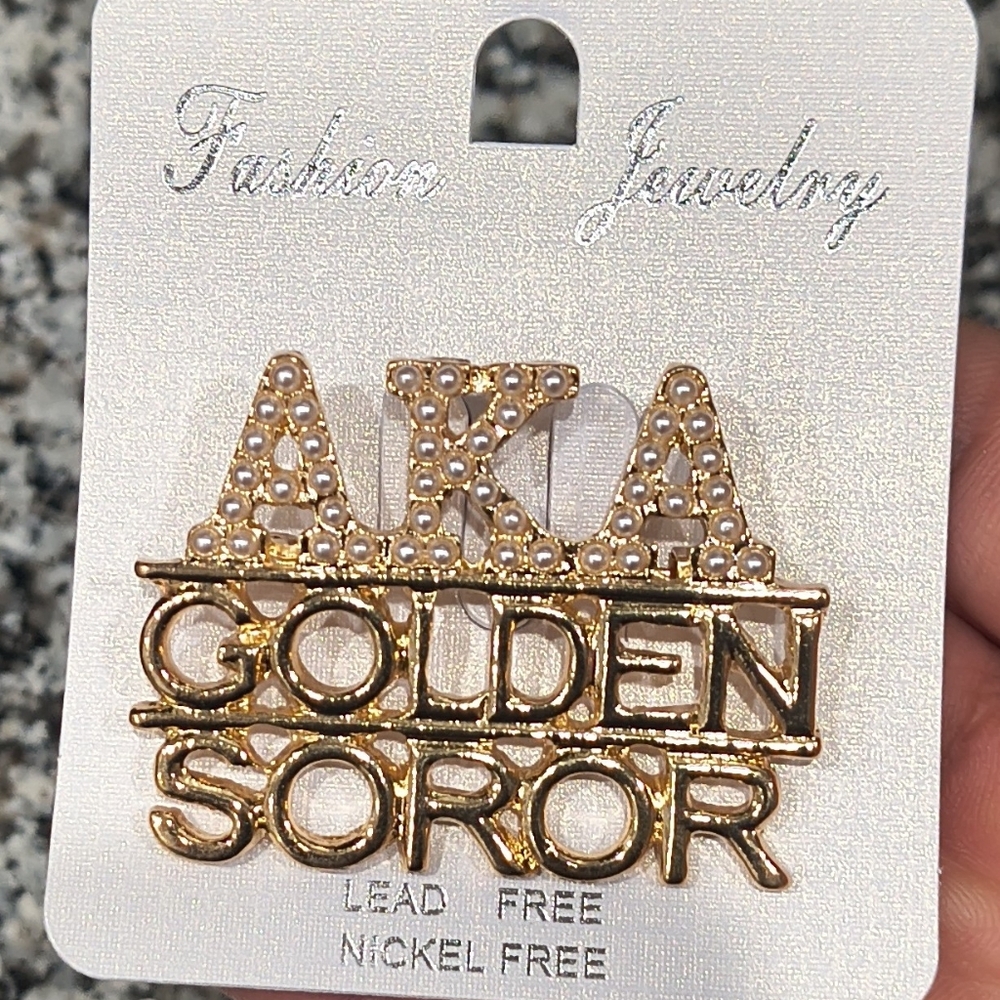 Fashion Jewelry
AKA
GOLDEN
SOROR
LEAD FREE
NICKEL FREE